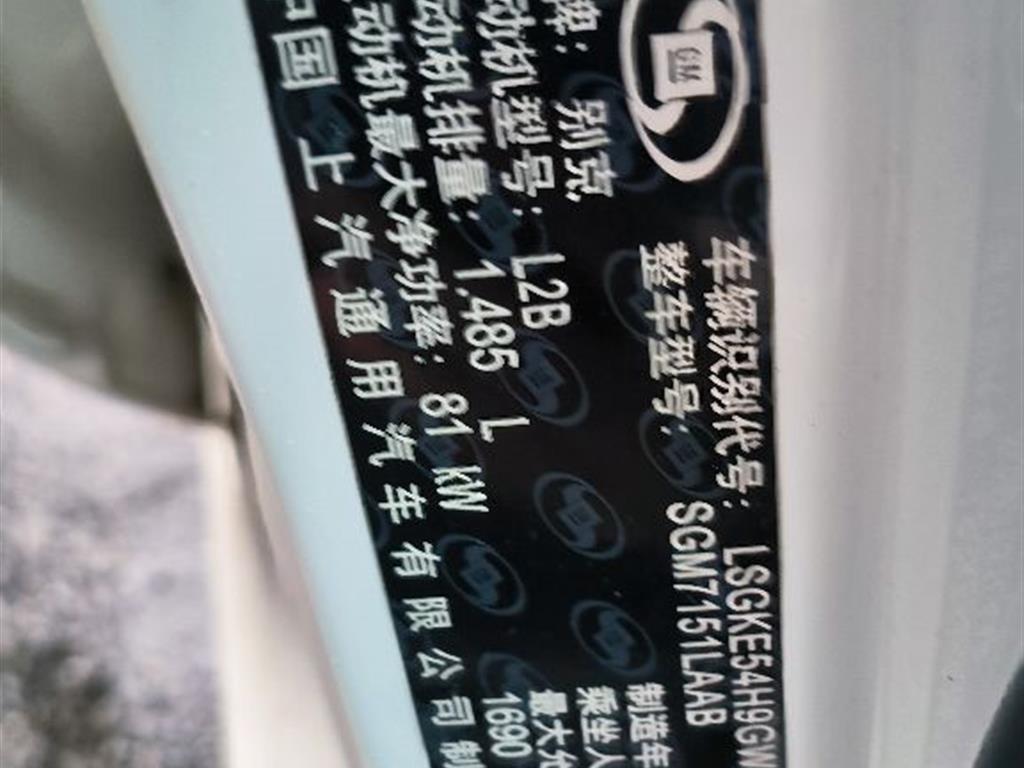 GM
车辆识别代号: LSGKE54H9GW
整车型号: SGM7151LAAB
牌: 别克
制造年
动机型号: L2B
乘坐人
动机排量: 1.485 L
最大允
动机最大净功率: 81 kW
1690
中国上汽通用汽车有限公司制